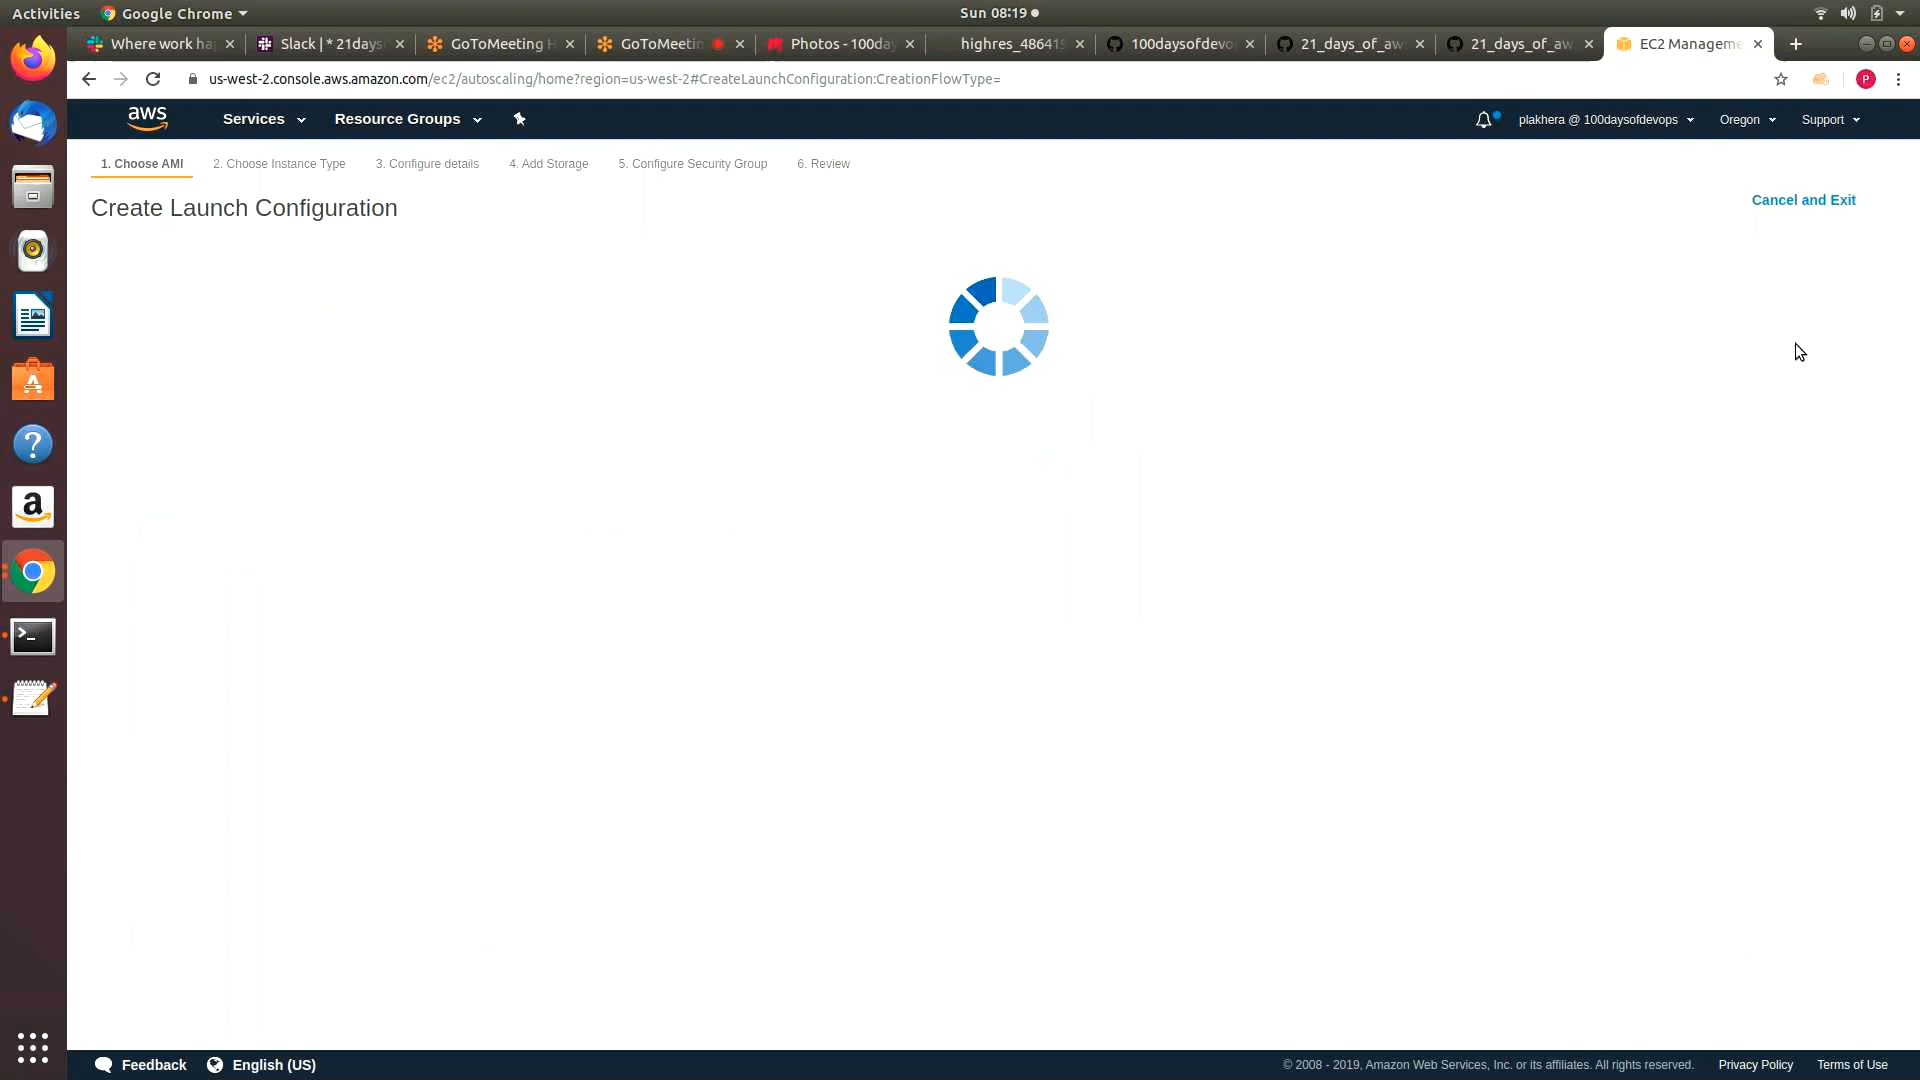 Activities Google Chrome Sun 08:19
Where work ha Slack | * 21days GoToMeeting H GoToMeetin Photos - 100day highres_48641 100daysofdevo 21_days_of_aw 21_days_of_aw EC2 Manageme
us-west-2.console.aws.amazon.com/ec2/autoscaling/home?region=us-west-2#CreateLaunchConfiguration:CreationFlowType= P
aws Services Resource Groups plakhera @ 100daysofdevops Oregon Support
1. Choose AMI 2. Choose Instance Type 3. Configure details 4. Add Storage 5. Configure Security Group 6. Review
Create Launch Configuration Cancel and Exit
Feedback English (US) © 2008 - 2019, Amazon Web Services, Inc. or its affiliates. All rights reserved. Privacy Policy Terms of Use